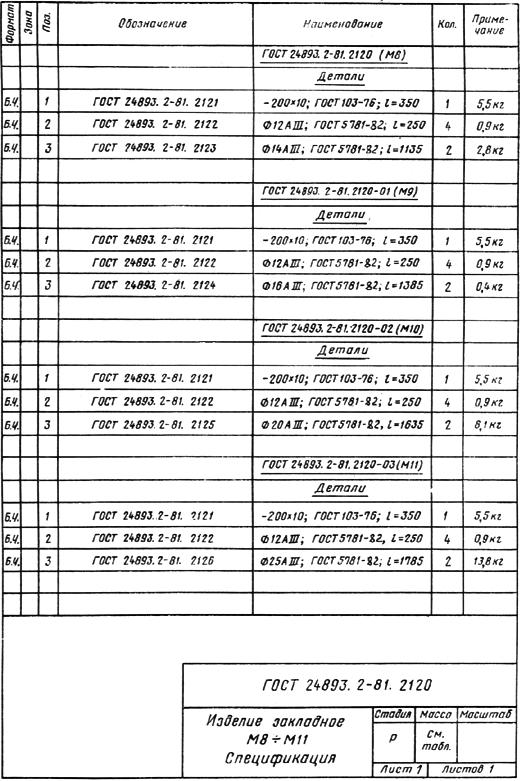 Формат Зона Поз. Обозначение Наименование Кол. Приме-
чание
ГОСТ 24893.2-81.2120 (М8)
Детали
Б.Ч. 1 ГОСТ 24893.2-81. 2121 -200×10; ГОСТ 103-76; l=350 1 5,5кг
Б.Ч. 2 ГОСТ 24893.2-81. 2122 Ф12АIII; ГОСТ 5781-82; l=250 4 0,9кг
Б.Ч. 3 ГОСТ 24893.2-81. 2123 Ф14АIII; ГОСТ 5781-82; l=1135 2 2,8кг
ГОСТ 24893.2-81.2120-01 (М9)
Детали
Б.Ч. 1 ГОСТ 24893.2-81. 2121 -200×10; ГОСТ 103-76; l=350 1 5,5кг
Б.Ч. 2 ГОСТ 24893.2-81. 2122 Ф12АIII; ГОСТ 5781-82; l=250 4 0,9кг
Б.Ч. 3 ГОСТ 24893.2-81. 2124 Ф16АIII; ГОСТ 5781-82; l=1385 2 0,4кг
ГОСТ 24893.2-81.2120-02 (М10)
Детали
Б.Ч. 1 ГОСТ 24893.2-81. 2121 -200×10; ГОСТ 103-76; l=350 1 5,5кг
Б.Ч. 2 ГОСТ 24893.2-81. 2122 Ф12АIII; ГОСТ 5781-82; l=250 4 0,9кг
Б.Ч. 3 ГОСТ 24893.2-81. 2125 Ф20АIII; ГОСТ 5781-82, l=1635 2 8,1кг
ГОСТ 24893.2-81.2120-03 (М11)
Детали
Б.Ч. 1 ГОСТ 24893.2-81. 2121 -200×10; ГОСТ 103-76; l=350 1 5,5кг
Б.Ч. 2 ГОСТ 24893.2-81. 2122 Ф12АIII; ГОСТ 5781-82, l=250 4 0,9кг
Б.Ч. 3 ГОСТ 24893.2-81. 2126 Ф25АIII; ГОСТ 5781-82; l=1785 2 13,8кг
ГОСТ 24893.2-81.2120
Изделие закладное
М8÷М11
Спецификация
Стадия Масса Масштаб
Р См.
табл.
Лист 1 Листов 1